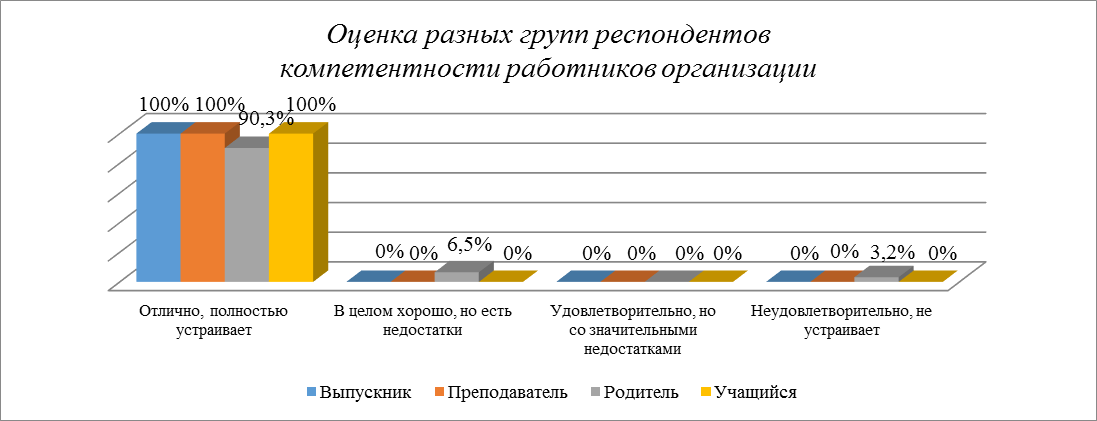 Оценка разных групп респондентов
компетентности работников организации
100% 100% 90,3% 100%
0% 0% 6,5% 0% 0% 0% 0% 0% 0% 0% 3,2% 0%
Отлично, полностью
устраивает
В целом хорошо, но есть
недостатки
Удовлетворительно, но
со значительными
недостатками
Неудовлетворительно, не
устраивает
Выпускник Преподаватель Родитель Учащийся